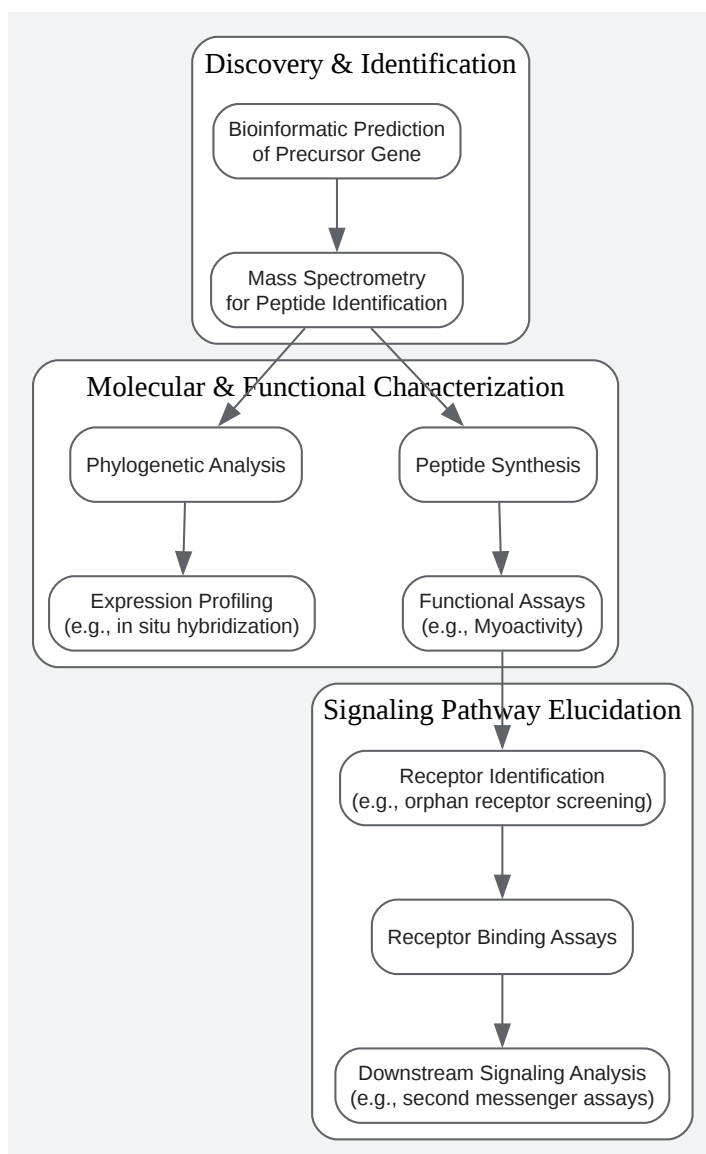 Discovery & Identification
Bioinformatic Prediction
of Precursor Gene
Mass Spectrometry
for Peptide Identification
Molecular & Functional Characterization
Phylogenetic Analysis
Peptide Synthesis
Expression Profiling
(e.g., in situ hybridization)
Functional Assays
(e.g., Myoactivity)
Signaling Pathway Elucidation
Receptor Identification
(e.g., orphan receptor screening)
Receptor Binding Assays
Downstream Signaling Analysis
(e.g., second messenger assays)